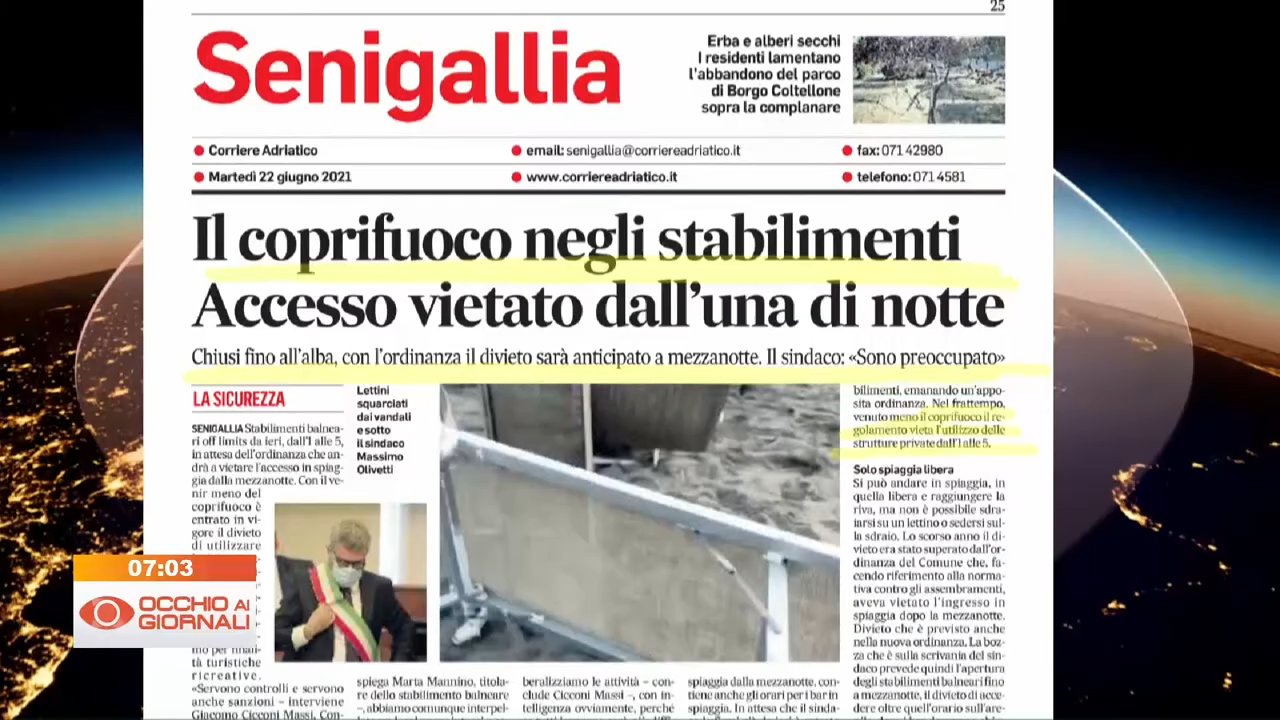 25
Senigallia
Erba e alberi secchi
I residenti lamentano
l'abbandono del parco
di Borgo Coltellone
sopra la complanare
Corriere Adriatico
email: senigallia@corriereadriatico.it
fax: 071 42980
Martedì 22 giugno 2021
www.corriereadriatico.it
telefono: 071 4581
Il coprifuoco negli stabilimenti
Accesso vietato dall'una di notte
Chiusi fino all'alba, con l'ordinanza il divieto sarà anticipato a mezzanotte. Il sindaco: «Sono preoccupato»
LA SICUREZZA
SENIGALLIA Stabilimenti balnea-
ri off limits da ieri, dall'1 alle 5,
in attesa dell'ordinanza che an-
drà a vietare l'accesso in spiag-
gia dalla mezzanotte. Con il ve-
nir meno del
coprifuoco è
entrato in vi-
gore il divieto
di utilizzare
mo per finali-
tà turistiche
ricreative.
«Servono controlli e servono
anche sanzioni – interviene
Giacomo Cicconi Massi, Con-
Lettini
squarciati
dai vandali
e sotto
il sindaco
Massimo
Olivetti
spiega Marta Mannino, titola-
re dello stabilimento balneare
–, abbiamo comunque interpel-
beralizziamo le attività – con-
clude Cicconi Massi –, con in-
telligenza ovviamente, perché
spiaggia dalla mezzanotte, con-
tiene anche gli orari per i bar in
spiaggia. In attesa che il sinda-
bilimenti, emanando un'appo-
sita ordinanza. Nel frattempo,
venuto meno il coprifuoco il re-
golamento vieta l'utilizzo delle
strutture private dall'1 alle 5.
Solo spiaggia libera
Si può andare in spiaggia, in
quella libera e raggiungere la
riva, ma non è possibile sdra-
iarsi su un lettino o sedersi sul-
la sdraio. Lo scorso anno il di-
vieto era stato superato dall'or-
dinanza del Comune che, fa-
cendo riferimento alla norma-
tiva contro gli assembramenti,
aveva vietato l'ingresso in
spiaggia dopo la mezzanotte.
Divieto che è previsto anche
nella nuova ordinanza. La boz-
za che è sulla scrivania del sin-
daco prevede quindi l'apertura
degli stabilimenti balneari fino
a mezzanotte, il divieto di acce-
dere oltre quell'orario sull'are-
07:03
OCCHIO AI
GIORNALI